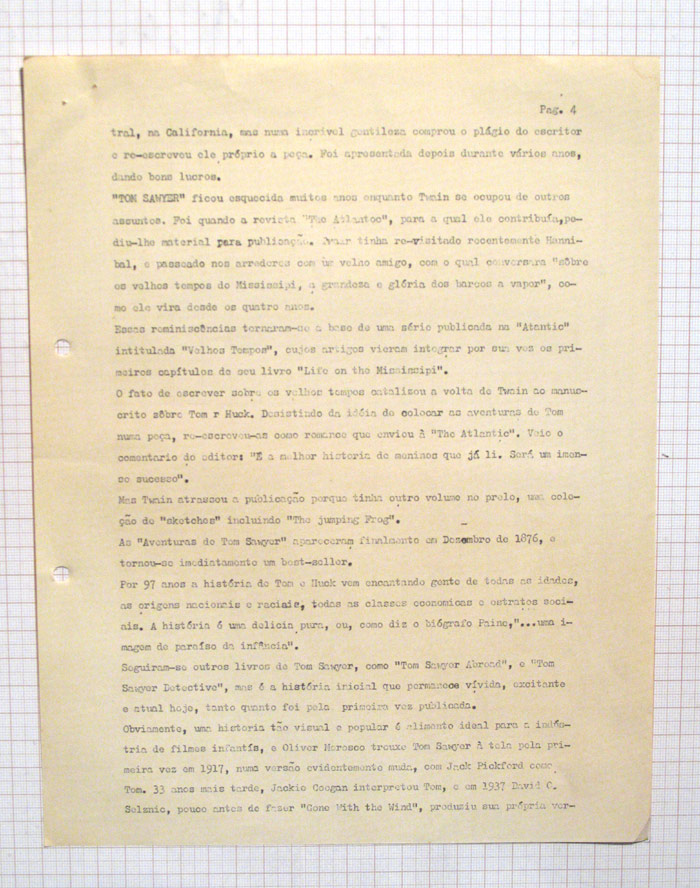 Pag. 4
tral, na California, mas numa incrível gentileza comprou o plágio do escritor
e re-escreveu ele próprio a peça. Foi apresentada depois durante vários anos,
dando bons lucros.
"TOM SAWYER" ficou esquecida muitos anos enquanto Twain se ocupou de outros
assuntos. Foi quando a revista "The Atlantoc", para a qual ele contribuía,pe-
diu-lhe material para publicação. tinha re-visitado recentemente Hanni-
bal, e passeado nos arredores com um velho amigo, com o qual conversara "sôbre
os velhos tempos do Mississipi, a grandeza e glória dos barcos a vapor", co-
mo ele vira desde os quatro anos.
Essas reminiscências tornaram-se a base de uma série publicada na "Atantic"
intitulada "Velhos Tempos", cujos artigos vieram integrar por sua vez os pri-
meiros capítulos de seu livro "Life on the Mississipi".
O fato de escrever sobre os velhos tempos catalizou a volta de Twain ao manus-
crito sôbre Tom r Huck. Desistindo da idéia de colocar as aventuras de Tom
numa peça, re-escreveu-as como romance que enviou À "The Atlantic". Veio o
comentario do editor: "É a melhor historia de meninos que já li. Será um imen-
so sucesso".
Mas Twain atrasou a publicação porque tinha outro volume no prelo, uma cole-
ção de "sketches" incluindo "The jumping Frog".
As "Aventuras de Tom Sawyer" apareceram finalmente em Dezembro de 1876, e
tornou-se imediatamente um best-seller.
Por 97 anos a história de Tom e Huck vem encantando gente de todas as idades,
as origens nacionais e raciais, todas as classes economicas e estratos soci-
ais. A história é uma delicia pura, ou, como diz o biógrafo Paine,"...uma i-
magem do paraíso da infância".
Seguiram-se outros livros de Tom Sawyer, como "Tom Sawyer Abroad", e "Tom
Sawyer Detective", mas é a história inicial que permanece vívida, excitante
e atual hoje, tanto quanto foi pela primeira vez publicada.
Obviamente, uma historia tão visual e popular é alimento ideal para a indús-
tria de filmes infantís, e Oliver Morosco trouxe Tom Sawyer À tela pela pri-
meira vez em 1917, numa versão evidentemente muda, com Jack Pickford como
Tom. 33 anos mais tarde, Jackie Coogan interpretou Tom, e em 1937 David O.
Selznic, pouco antes de fazer "Gone With the Wind", produziu sua própria ver-